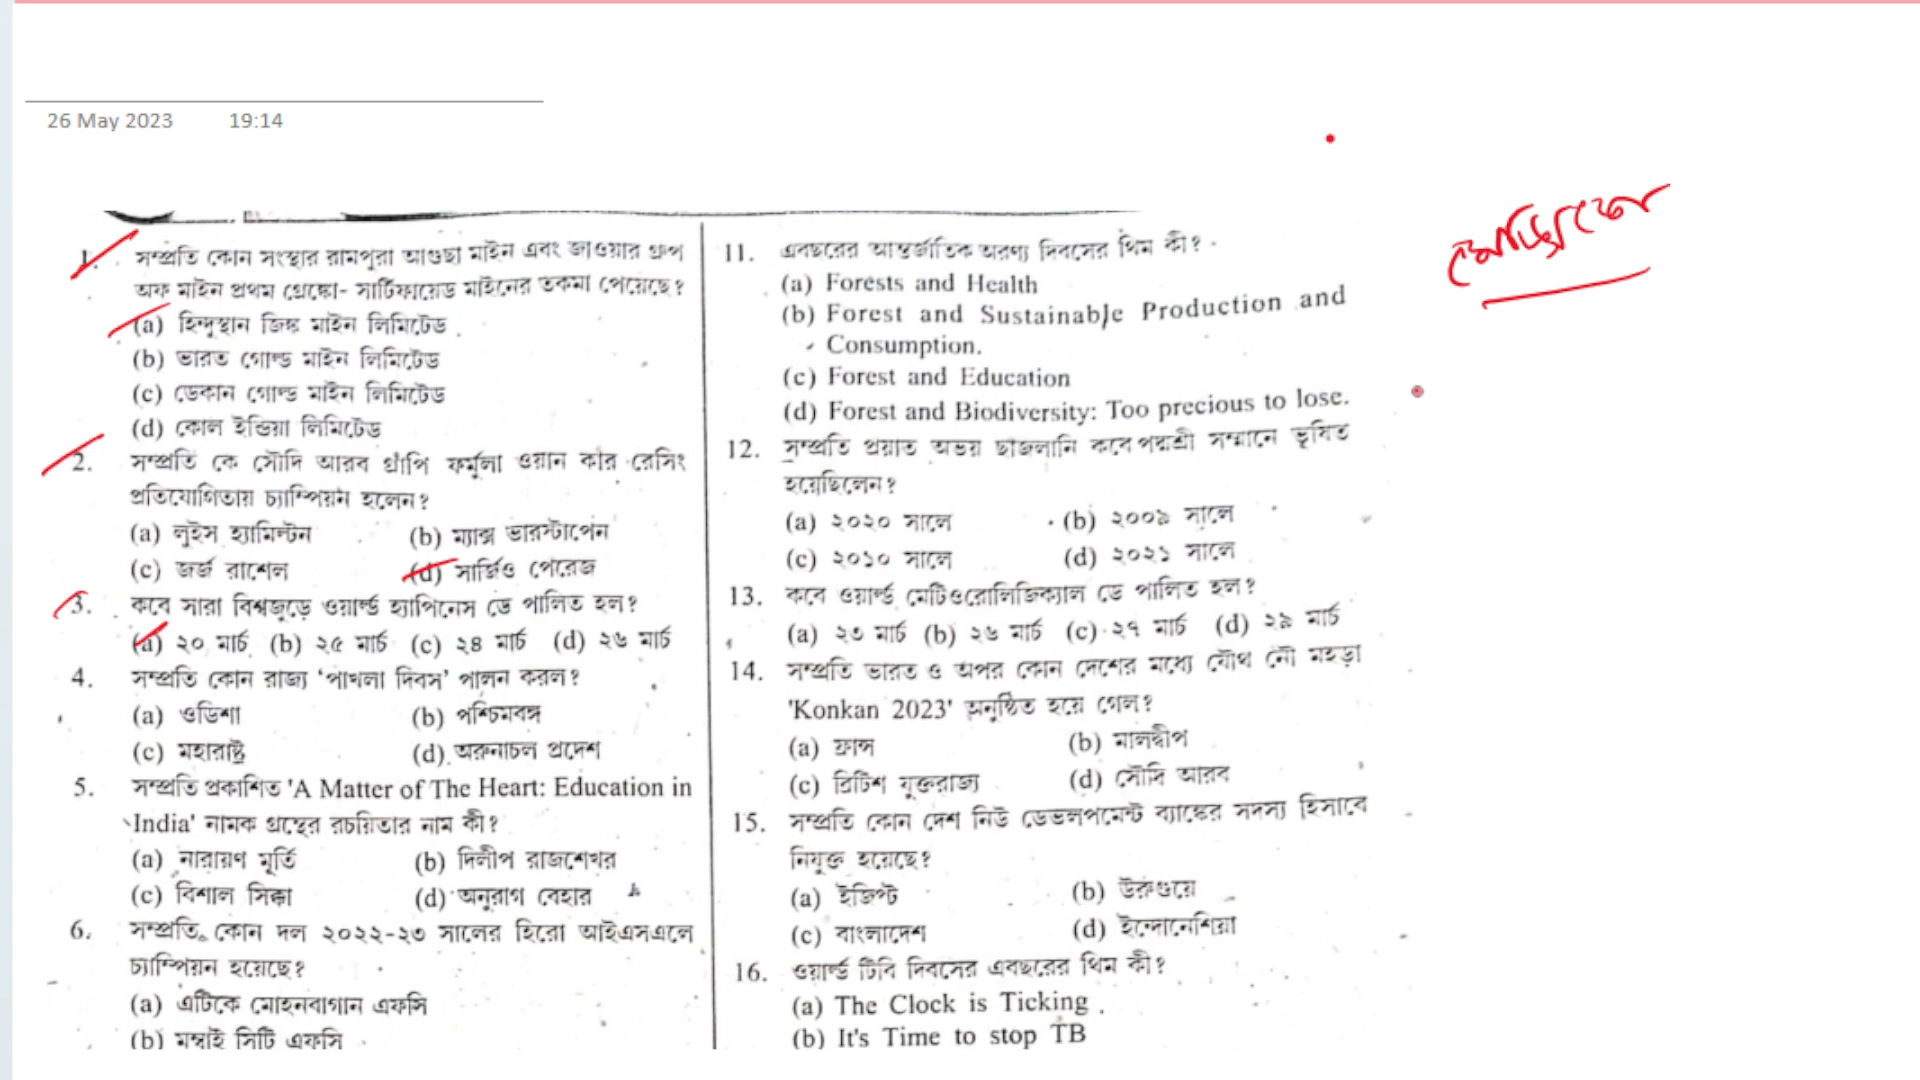 26 May 2023 19:14
1. সম্প্রতি কোন সংস্থার রামপুরা আগুছা মাইন এবং জাওয়ার গ্রুপ
অফ মাইন প্রথম গ্রেঙ্কো- সার্টিফায়েড মাইনের তকমা পেয়েছে?
(a) হিন্দুস্থান জিঙ্ক মাইন লিমিটেড
(b) ভারত গোল্ড মাইন লিমিটেড
(c) ডেকান গোল্ড মাইন লিমিটেড
(d) কোল ইন্ডিয়া লিমিটেড
2. সম্প্রতি কে সৌদি আরব গ্রাঁপি ফর্মুলা ওয়ান কার রেসিং
প্রতিযোগিতায় চ্যাম্পিয়ন হলেন?
(a) লুইস হ্যামিল্টন (b) ম্যাক্স ভারস্টাপেন
(c) জর্জ রাশেল (d) সার্জিও পেরেজ
3. কবে সারা বিশ্বজুড়ে ওয়ার্ল্ড হ্যাপিনেস ডে পালিত হল?
(a) ২০ মার্চ (b) ২৫ মার্চ (c) ২৪ মার্চ (d) ২৬ মার্চ
4. সম্প্রতি কোন রাজ্য ‘পাখলা দিবস’ পালন করল?
(a) ওডিশা (b) পশ্চিমবঙ্গ
(c) মহারাষ্ট্র (d) অরুনাচল প্রদেশ
5. সম্প্রতি প্রকাশিত 'A Matter of The Heart: Education in
India' নামক গ্রন্থের রচয়িতার নাম কী?
(a) নারায়ণ মূর্তি (b) দিলীপ রাজশেখর
(c) বিশাল সিক্কা (d) অনুরাগ বেহার
6. সম্প্রতি কোন দল ২০২২-২৩ সালের হিরো আইএসএলে
চ্যাম্পিয়ন হয়েছে?
(a) এটিকে মোহনবাগান এফসি
(b) মুম্বাই সিটি এফসি
11. এবছরের আন্তর্জাতিক অরণ্য দিবসের থিম কী?
(a) Forests and Health
(b) Forest and Sustainable Production and
Consumption.
(c) Forest and Education
(d) Forest and Biodiversity: Too precious to lose.
12. সম্প্রতি প্রয়াত অভয় ছাজলানি কবে পদ্মশ্রী সম্মানে ভূষিত
হয়েছিলেন?
(a) ২০২০ সালে (b) ২০০৯ সালে
(c) ২০১০ সালে (d) ২০২১ সালে
13. কবে ওয়ার্ল্ড মেটিওরোলিজিক্যাল ডে পালিত হল?
(a) ২৩ মার্চ (b) ২৬ মার্চ (c) ২৭ মার্চ (d) ২৯ মার্চ
14. সম্প্রতি ভারত ও অপর কোন দেশের মধ্যে যৌথ নৌ মহড়া
'Konkan 2023' অনুষ্ঠিত হয়ে গেল?
(a) ফ্রান্স (b) মালদ্বীপ
(c) ব্রিটিশ যুক্তরাজ্য (d) সৌদি আরব
15. সম্প্রতি কোন দেশ নিউ ডেভলপমেন্ট ব্যাঙ্কের সদস্য হিসাবে
নিযুক্ত হয়েছে?
(a) ইজিপ্ট (b) উরুগুয়ে
(c) বাংলাদেশ (d) ইন্দোনেশিয়া
16. ওয়ার্ল্ড টিবি দিবসের এবছরের থিম কী?
(a) The Clock is Ticking
(b) It's Time to stop TB